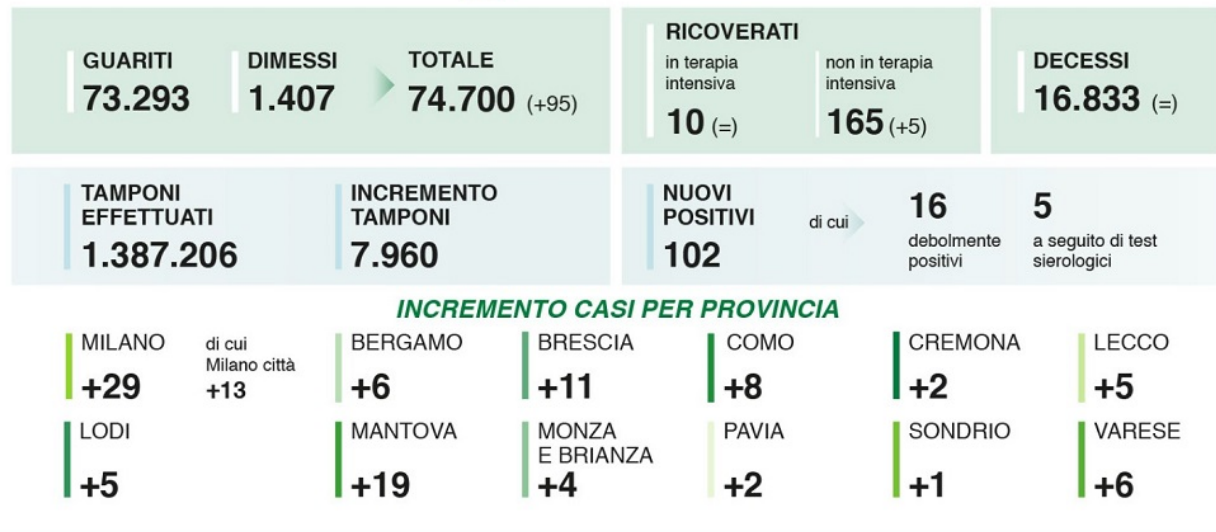 GUARITI
73.293
DIMESSI
1.407
TOTALE
74.700 (+95)
RICOVERATI
in terapia
intensiva
10 (=)
non in terapia
intensiva
165 (+5)
DECESSI
16.833 (=)
TAMPONI
EFFETTUATI
1.387.206
INCREMENTO
TAMPONI
7.960
NUOVI
POSITIVI
102
di cui
16
debolmente
positivi
5
a seguito di test
sierologici
INCREMENTO CASI PER PROVINCIA
MILANO
+29
di cui
Milano città
+13
BERGAMO
+6
BRESCIA
+11
COMO
+8
CREMONA
+2
LECCO
+5
LODI
+5
MANTOVA
+19
MONZA
E BRIANZA
+4
PAVIA
+2
SONDRIO
+1
VARESE
+6